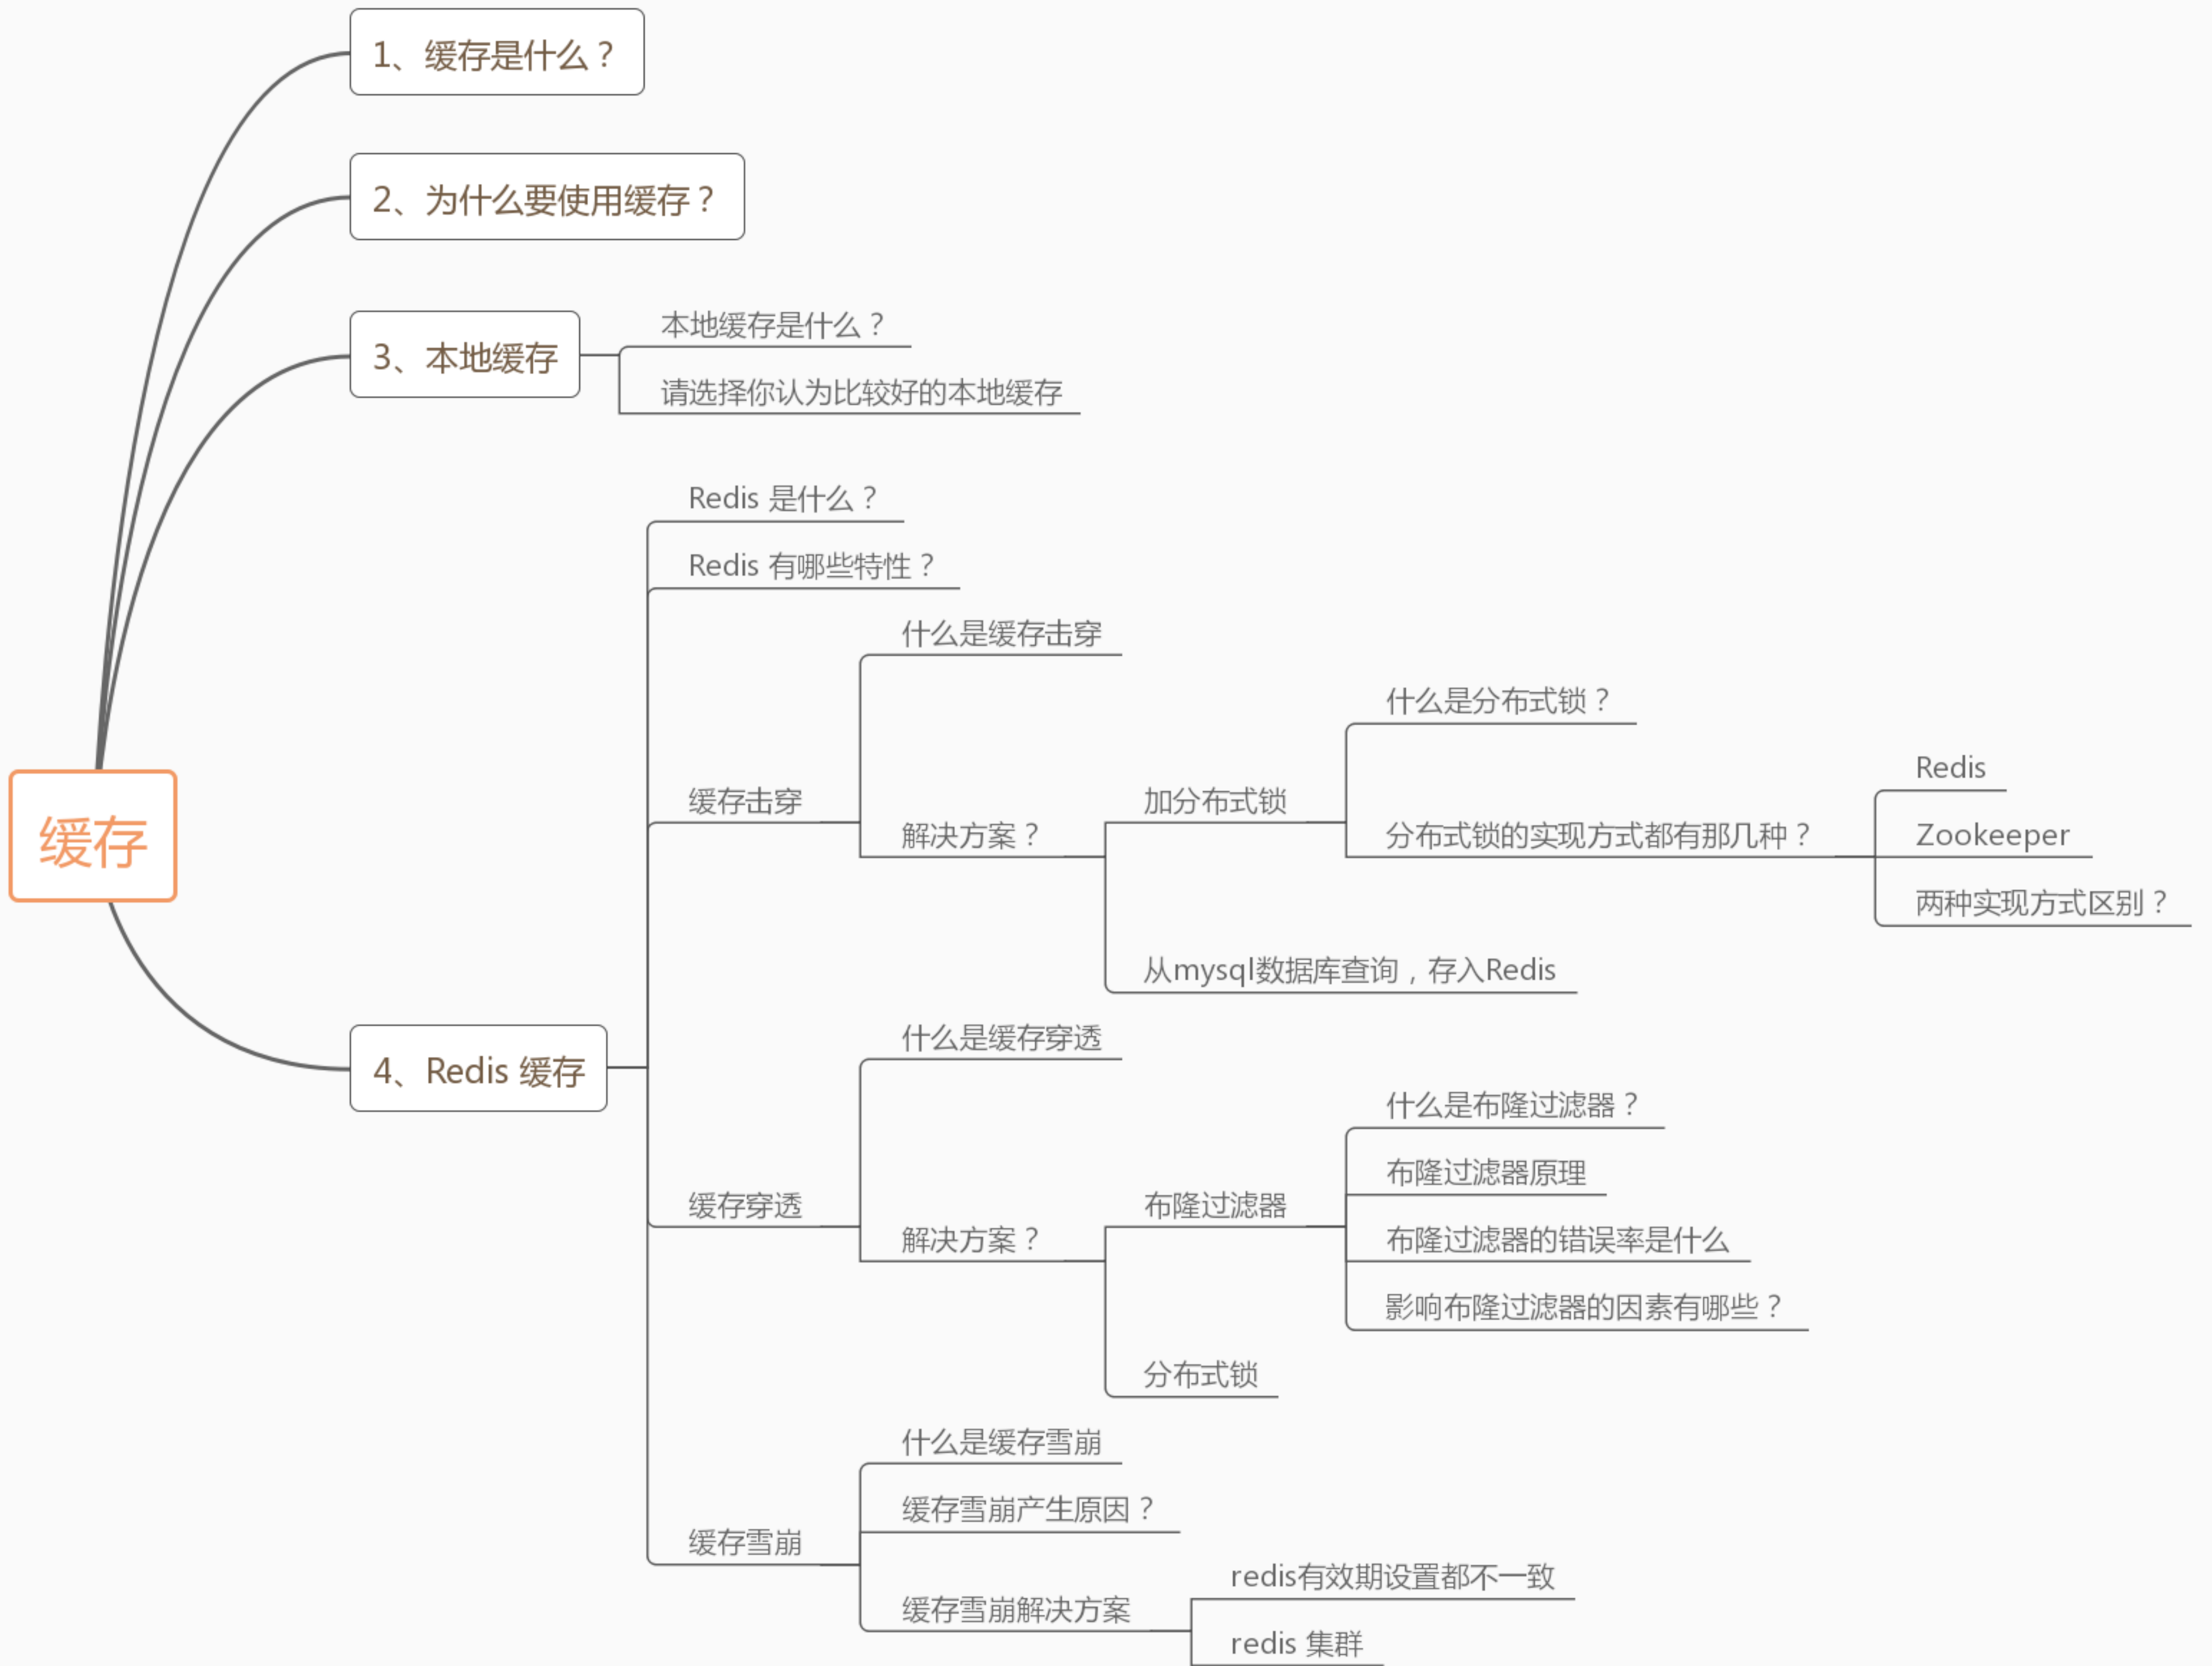 1、缓存是什么？
2、为什么要使用缓存？
3、本地缓存
本地缓存是什么？
请选择你认为比较好的本地缓存
缓存
4、Redis 缓存
Redis 是什么？
Redis 有哪些特性？
缓存击穿
什么是缓存击穿
解决方案？
加分布式锁
什么是分布式锁？
分布式锁的实现方式都有那几种？
Redis
Zookeeper
两种实现方式区别？
从mysql数据库查询，存入Redis
缓存穿透
什么是缓存穿透
解决方案？
布隆过滤器
什么是布隆过滤器？
布隆过滤器原理
布隆过滤器的错误率是什么
影响布隆过滤器的因素有哪些？
分布式锁
缓存雪崩
什么是缓存雪崩
缓存雪崩产生原因？
缓存雪崩解决方案
redis有效期设置都不一致
redis 集群